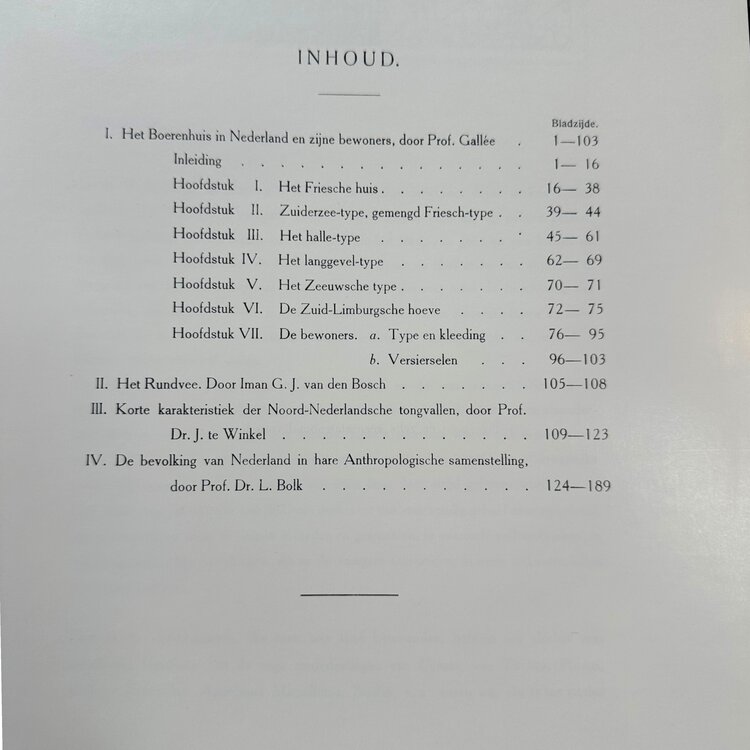 INHOUD.
Bladzijde.
I. Het Boerenhuis in Nederland en zijne bewoners, door Prof. Gallée . 1—103
Inleiding . . . . . . . . . . . . . . 1— 16
Hoofdstuk I. Het Friesche huis . . . . . . . 16— 38
Hoofdstuk II. Zuiderzee-type, gemengd Friesch-type . . 39— 44
Hoofdstuk III. Het halle-type . . . . . . . 45— 61
Hoofdstuk IV. Het langgevel-type . . . . . . 62— 69
Hoofdstuk V. Het Zeeuwsche type . . . . . . 70— 71
Hoofdstuk VI. De Zuid-Limburgsche hoeve . . . . 72— 75
Hoofdstuk VII. De bewoners. a. Type en kleeding . . 76— 95
b. Versierselen . . . 96—103
II. Het Rundvee. Door Iman G. J. van den Bosch . . . . . . 105—108
III. Korte karakteristiek der Noord-Nederlandsche tongvallen, door Prof.
Dr. J. te Winkel . . . . . . . . . . . . . 109—123
IV. De bevolking van Nederland in hare Anthropologische samenstelling,
door Prof. Dr. L. Bolk . . . . . . . . . . . 124—189